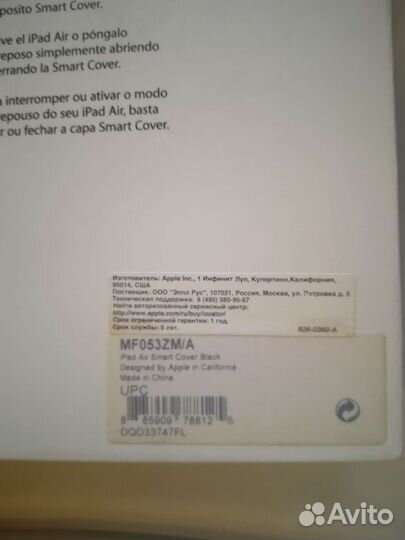 posito Smart Cover.
ve el iPad Air o póngalo
reposo simplemente abriendo
errando la Smart Cover.
a interromper ou ativar o modo
repouso do seu iPad Air, basta
ir ou fechar a capa Smart Cover.
Изготовитель: Apple Inc., 1 Инфинит Луп, Купертино,Калифорния,
95014, США
Поставщик: ООО "Эппл Рус", 107031, Россия, Москва, ул. Петровка д. 5
Техническая поддержка: 8 (495) 580-95-57
Найти авторизованный сервисный центр:
http://www.apple.com/ru/buy/locator/
Срок ограниченной гарантии: 1 год.
Срок службы: 5 лет. 826-0382-A
MF053ZM/A
iPad Air Smart Cover Black
Designed by Apple in California
Made in China
UPC
8 85909 78812 5
DQD33747FL
Avito